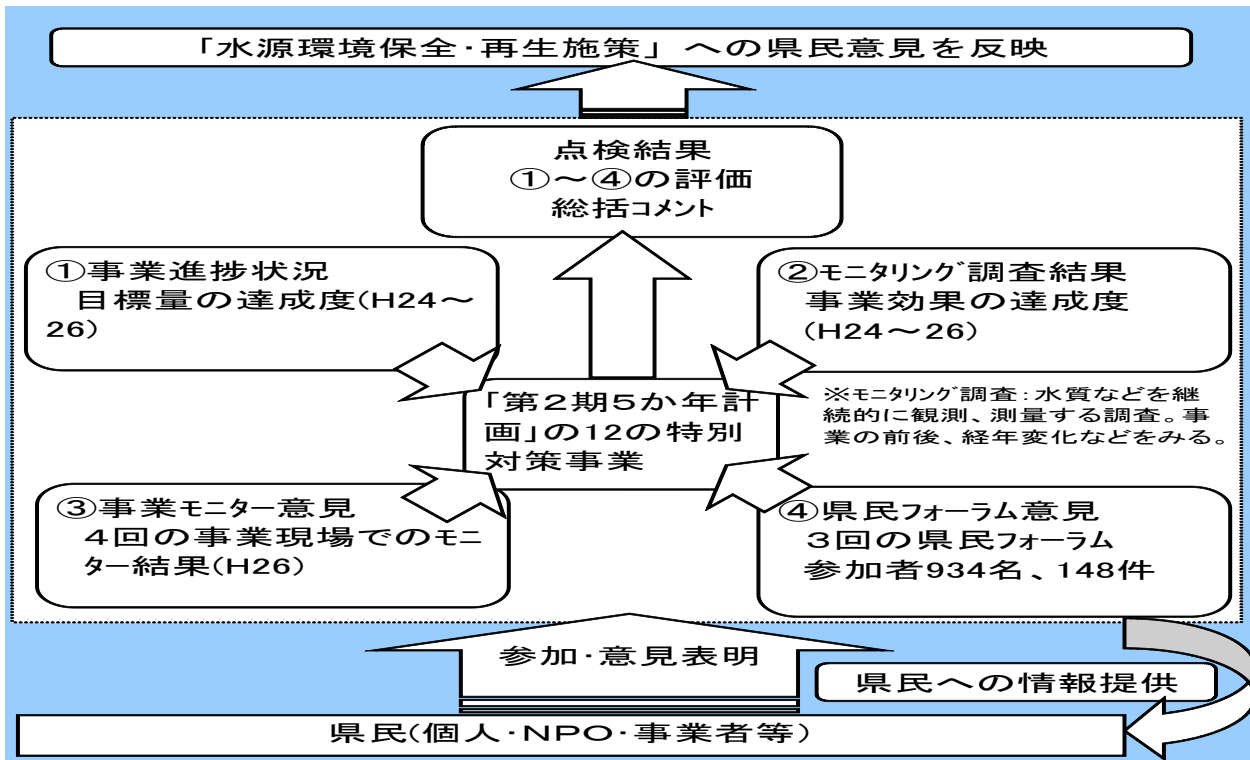 「水源環境保全・再生施策」 への県民意見を反映
点検結果
①～④の評価
総括コメント
①事業進捗状況
目標量の達成度(H24～
26)
②モニタリング調査結果
事業効果の達成度
(H24～26)
※モニタリング調査：水質などを継
続的に観測、測量する調査。事
業の前後、経年変化などをみる。
「第２期５か年計
画」の12の特別
対策事業
③事業モニター意見
４回の事業現場でのモニ
ター結果(H26)
④県民フォーラム意見
３回の県民フォーラム
参加者934名、148件
参加・意見表明
県民への情報提供
県民(個人・NPO・事業者等)